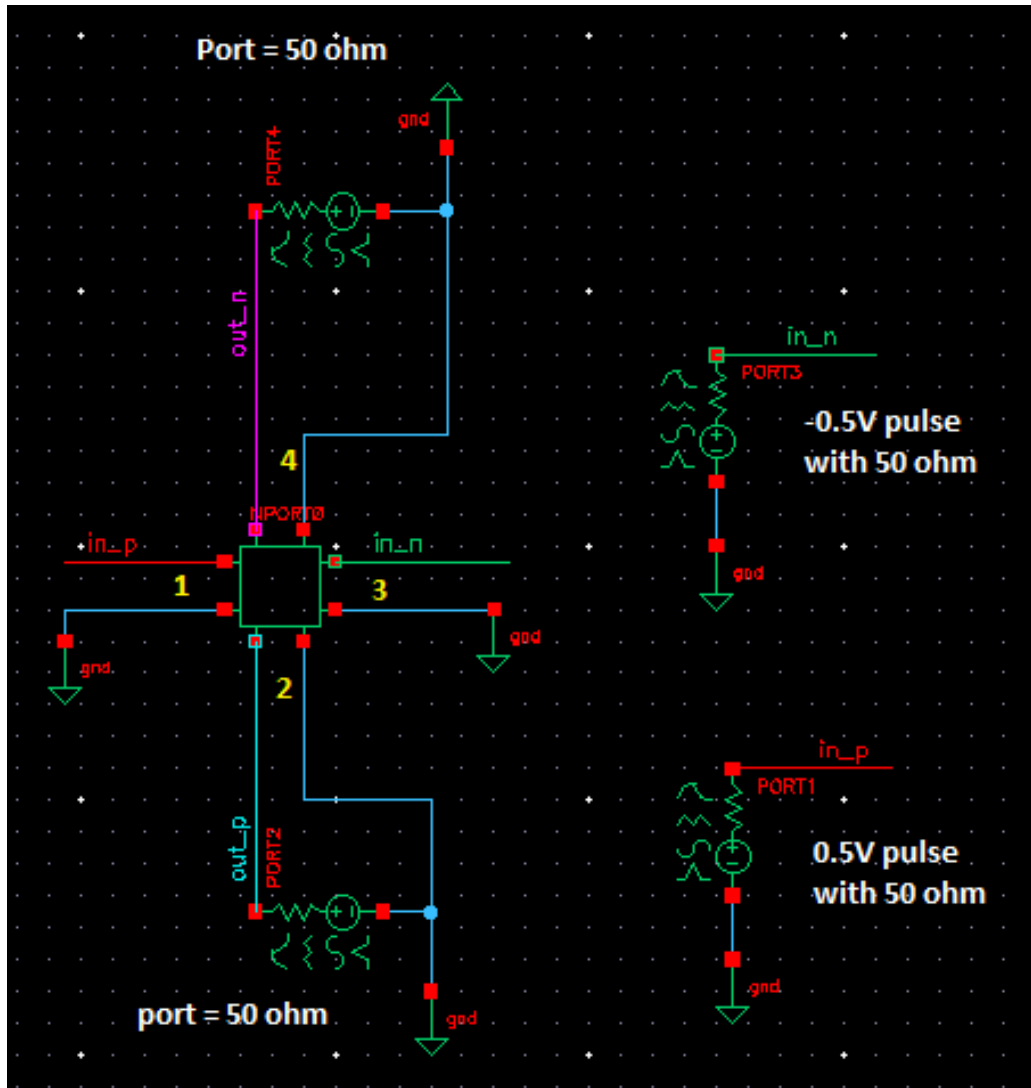 Port = 50 ohm
gnd
PORT4
out_n
in_n
PORT3
-0.5V pulse
with 50 ohm
4
NPORT0
in_p
in_n
1
3
gnd
gnd
gnd
2
in_p
PORT1
out_p
PORT2
0.5V pulse
with 50 ohm
port = 50 ohm
gnd
gnd